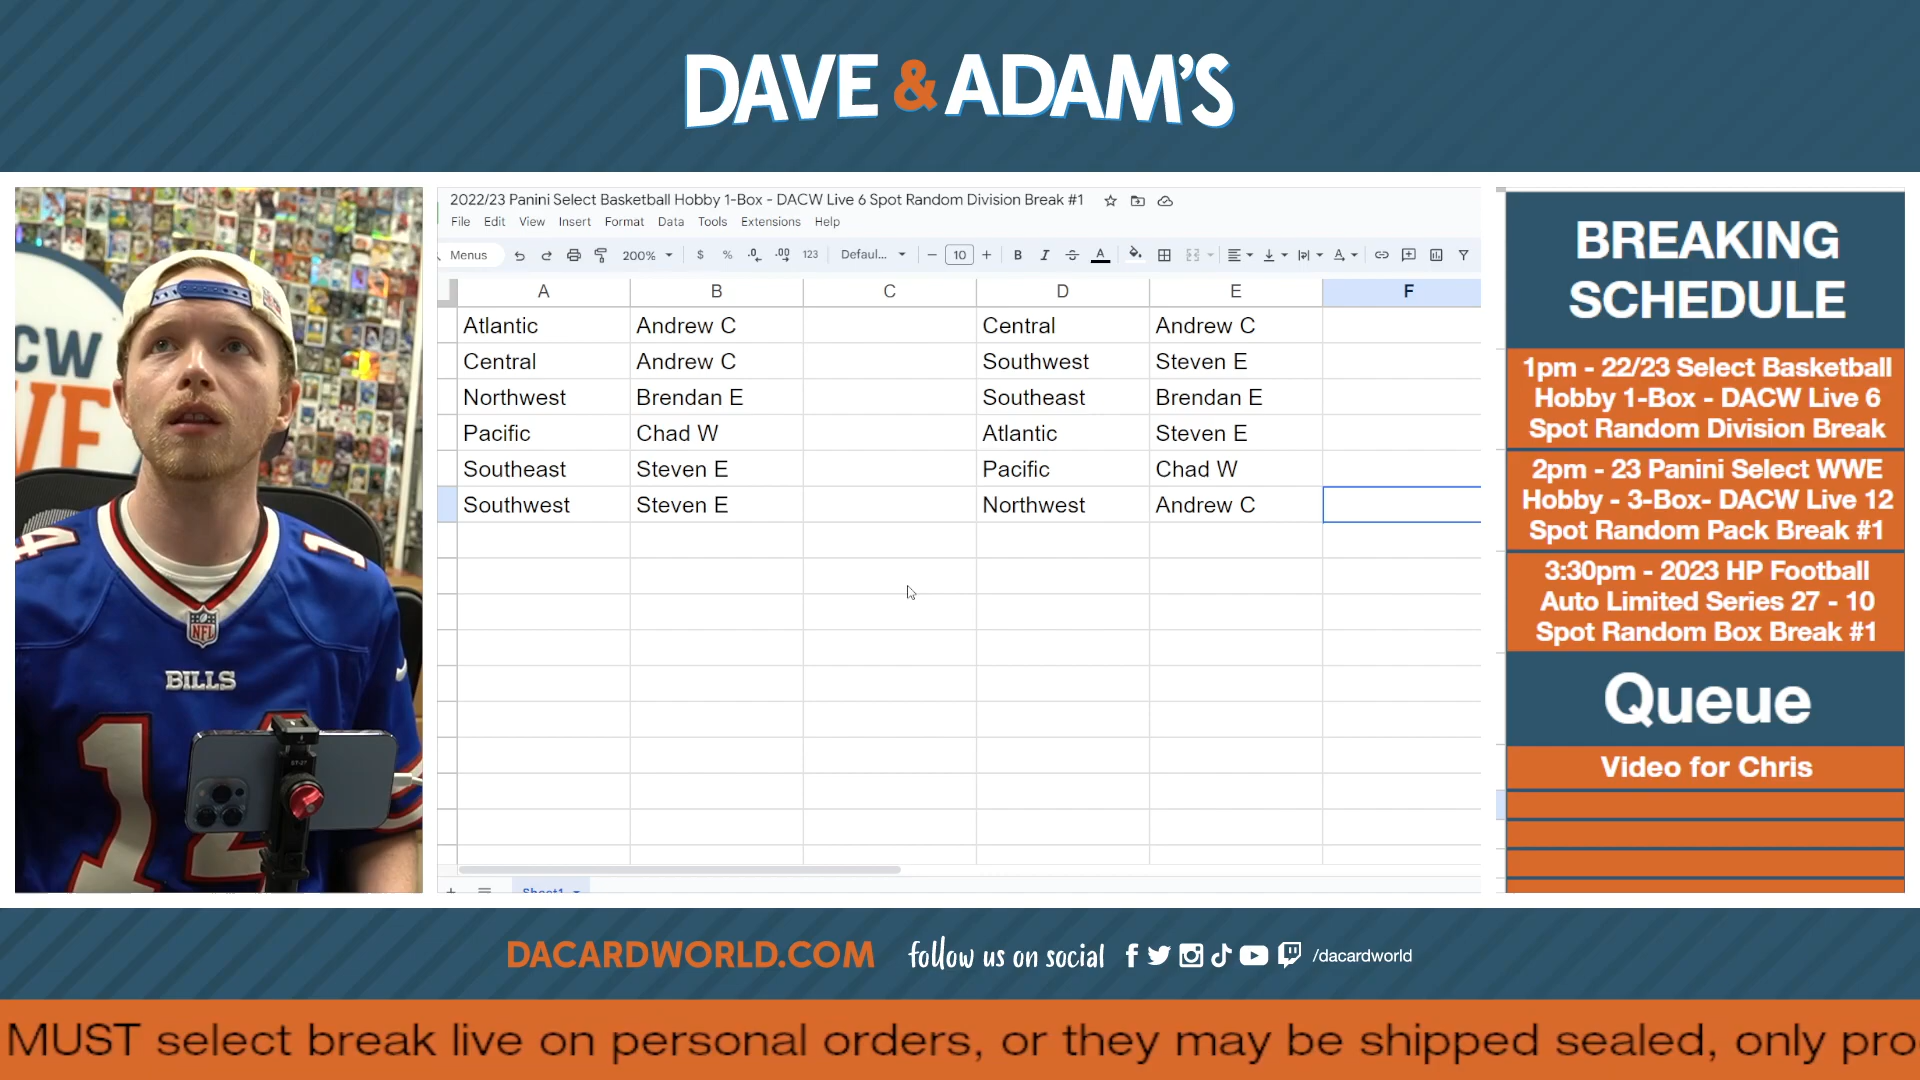 DAVE & ADAM'S
CW
VE
14
BILLS
14
NFL
2022/23 Panini Select Basketball Hobby 1-Box - DACW Live 6 Spot Random Division Break #1
File Edit View Insert Format Data Tools Extensions Help
Menus 200% $ % .0 .00 123 Defaul... 10 B I A
A B C D E F
Atlantic Andrew C Central Andrew C
Central Andrew C Southwest Steven E
Northwest Brendan E Southeast Brendan E
Pacific Chad W Atlantic Steven E
Southeast Steven E Pacific Chad W
Southwest Steven E Northwest Andrew C
Sheet1
BREAKING
SCHEDULE
1pm - 22/23 Select Basketball
Hobby 1-Box - DACW Live 6
Spot Random Division Break
2pm - 23 Panini Select WWE
Hobby - 3-Box- DACW Live 12
Spot Random Pack Break #1
3:30pm - 2023 HP Football
Auto Limited Series 27 - 10
Spot Random Box Break #1
Queue
Video for Chris
DACARDWORLD.COM follow us on social /dacardworld
MUST select break live on personal orders, or they may be shipped sealed, only pro